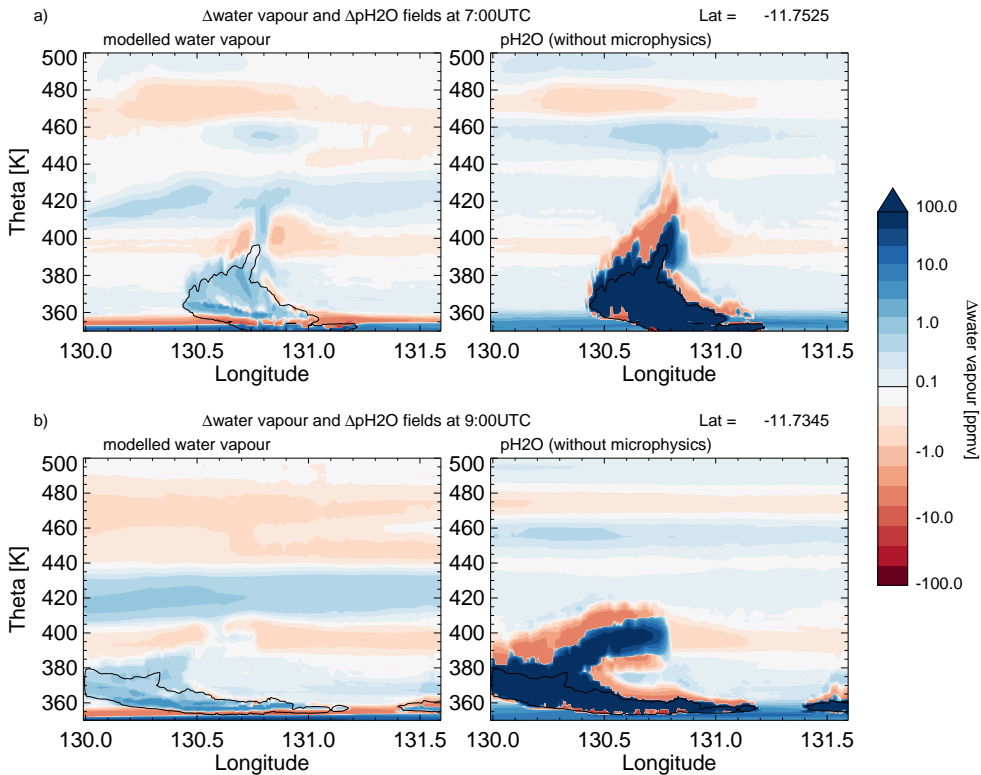 a) Δwater vapour and ΔpH2O fields at 7:00UTC Lat = -11.7525
modelled water vapour
pH2O (without microphysics)
500
480
460
440
420
400
380
360
Theta [K]
130.0 130.5 131.0 131.5
Longitude
500
480
460
440
420
400
380
360
130.0 130.5 131.0 131.5
Longitude
b) Δwater vapour and ΔpH2O fields at 9:00UTC Lat = -11.7345
modelled water vapour
pH2O (without microphysics)
500
480
460
440
420
400
380
360
Theta [K]
130.0 130.5 131.0 131.5
Longitude
500
480
460
440
420
400
380
360
130.0 130.5 131.0 131.5
Longitude
100.0
10.0
1.0
0.1
-1.0
-10.0
-100.0
Δwater vapour [ppmv]